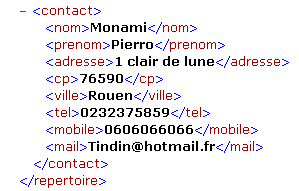 – <contact>
<nom>Monami</nom>
<prenom>Pierro</prenom>
<adresse>1 clair de lune</adresse>
<cp>76590</cp>
<ville>Rouen</ville>
<tel>0232375859</tel>
<mobile>0606066066</mobile>
<mail>Tindin@hotmail.fr</mail>
</contact>
</repertoire>